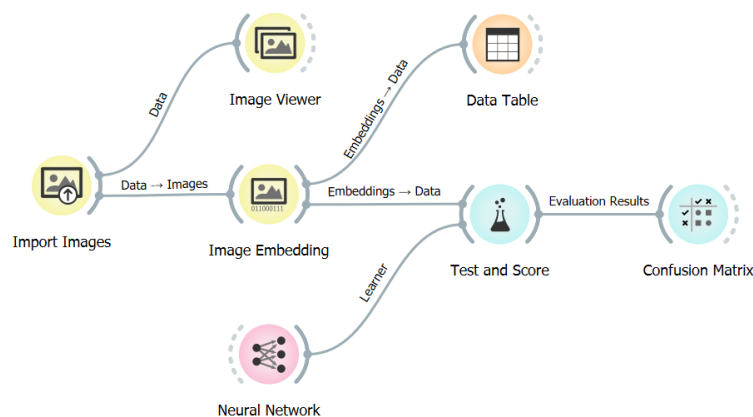 Image Viewer
Data Table
Data
Embeddings → Data
Import Images
Data → Images
Image Embedding
011000111
Embeddings → Data
Test and Score
Evaluation Results
Confusion Matrix
Learner
Neural Network